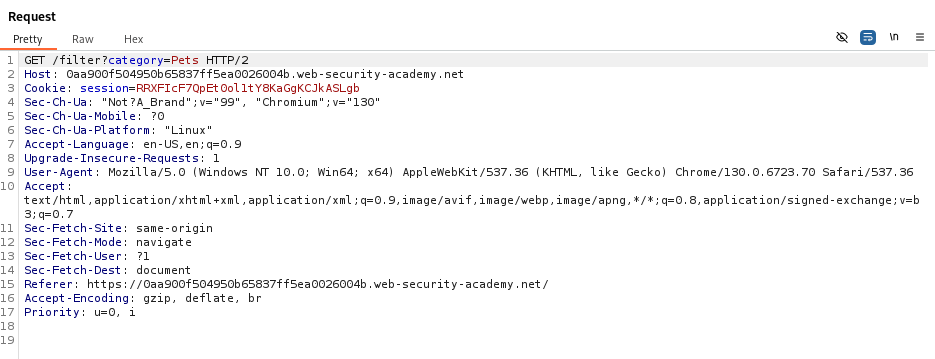 Request
Pretty Raw Hex
\n
1 GET /filter?category=Pets HTTP/2
2 Host: 0aa900f504950b65837ff5ea0026004b.web-security-academy.net
3 Cookie: session=RRXFIcF7QpEtOol1tY8KaGgKCJkASLgb
4 Sec-Ch-Ua: "Not?A_Brand";v="99", "Chromium";v="130"
5 Sec-Ch-Ua-Mobile: ?0
6 Sec-Ch-Ua-Platform: "Linux"
7 Accept-Language: en-US,en;q=0.9
8 Upgrade-Insecure-Requests: 1
9 User-Agent: Mozilla/5.0 (Windows NT 10.0; Win64; x64) AppleWebKit/537.36 (KHTML, like Gecko) Chrome/130.0.6723.70 Safari/537.36
10 Accept:
text/html,application/xhtml+xml,application/xml;q=0.9,image/avif,image/webp,image/apng,*/*;q=0.8,application/signed-exchange;v=b
3;q=0.7
11 Sec-Fetch-Site: same-origin
12 Sec-Fetch-Mode: navigate
13 Sec-Fetch-User: ?1
14 Sec-Fetch-Dest: document
15 Referer: https://0aa900f504950b65837ff5ea0026004b.web-security-academy.net/
16 Accept-Encoding: gzip, deflate, br
17 Priority: u=0, i
18
19